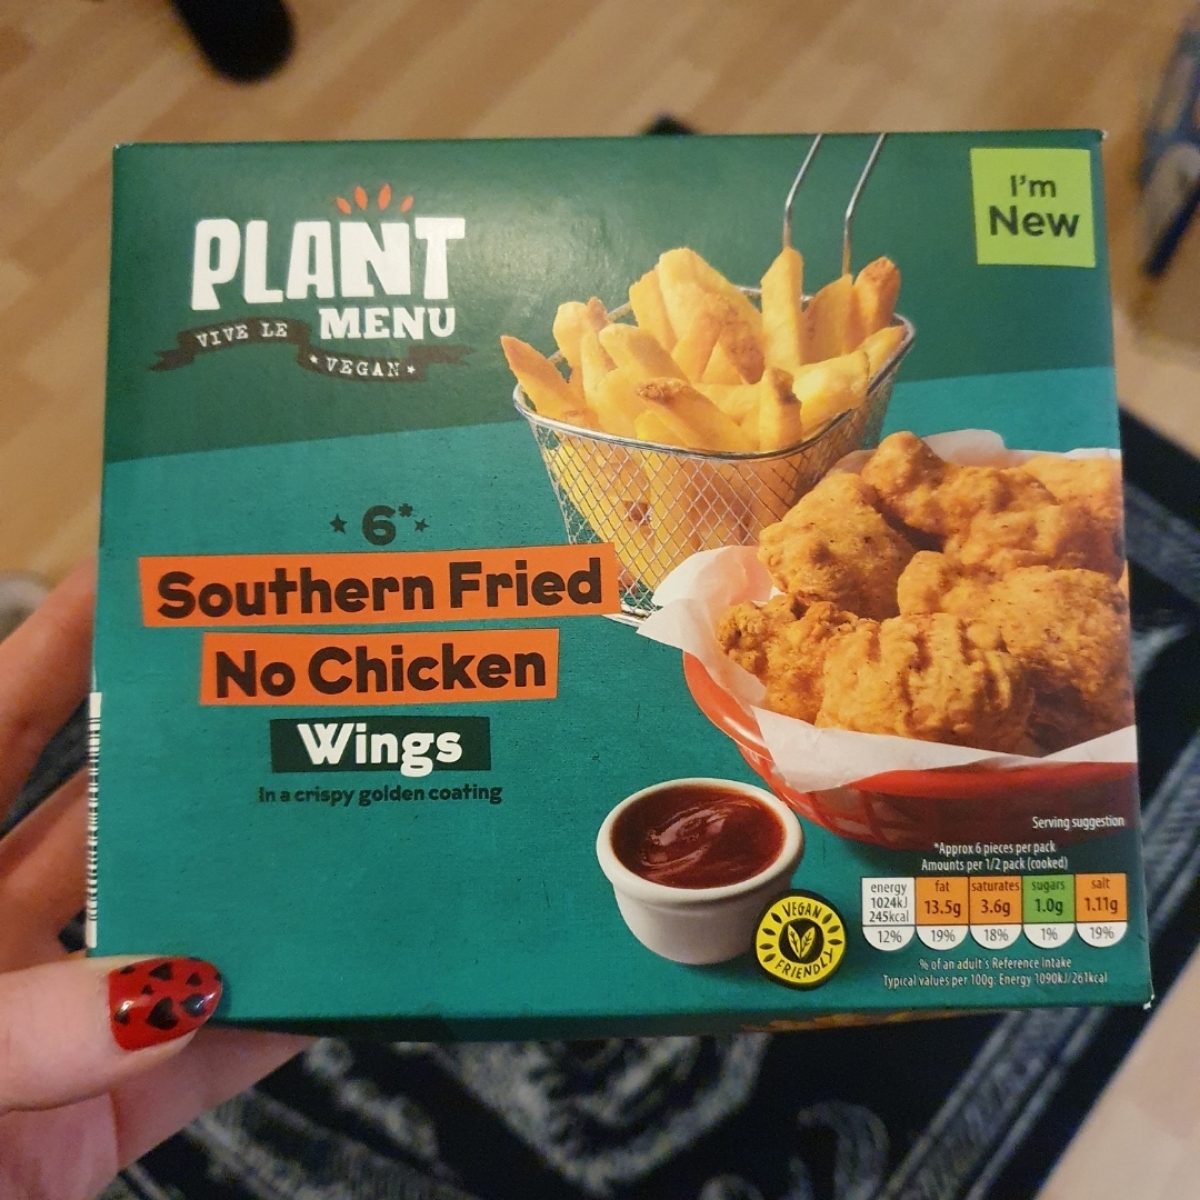 I'm
New
PLANT
MENU
VIVE LE
★ VEGAN ★
★ 6* ★
Southern Fried
No Chicken
Wings
In a crispy golden coating
Serving suggestion
*Approx 6 pieces per pack
Amounts per 1/2 pack (cooked)
energy fat saturates sugars salt
1024kJ
245kcal 13.5g 3.6g 1.0g 1.11g
12% 19% 18% 1% 19%
% of an adult's Reference Intake
Typical values per 100g: Energy 1090kJ/261kcal
VEGAN
FRIENDLY